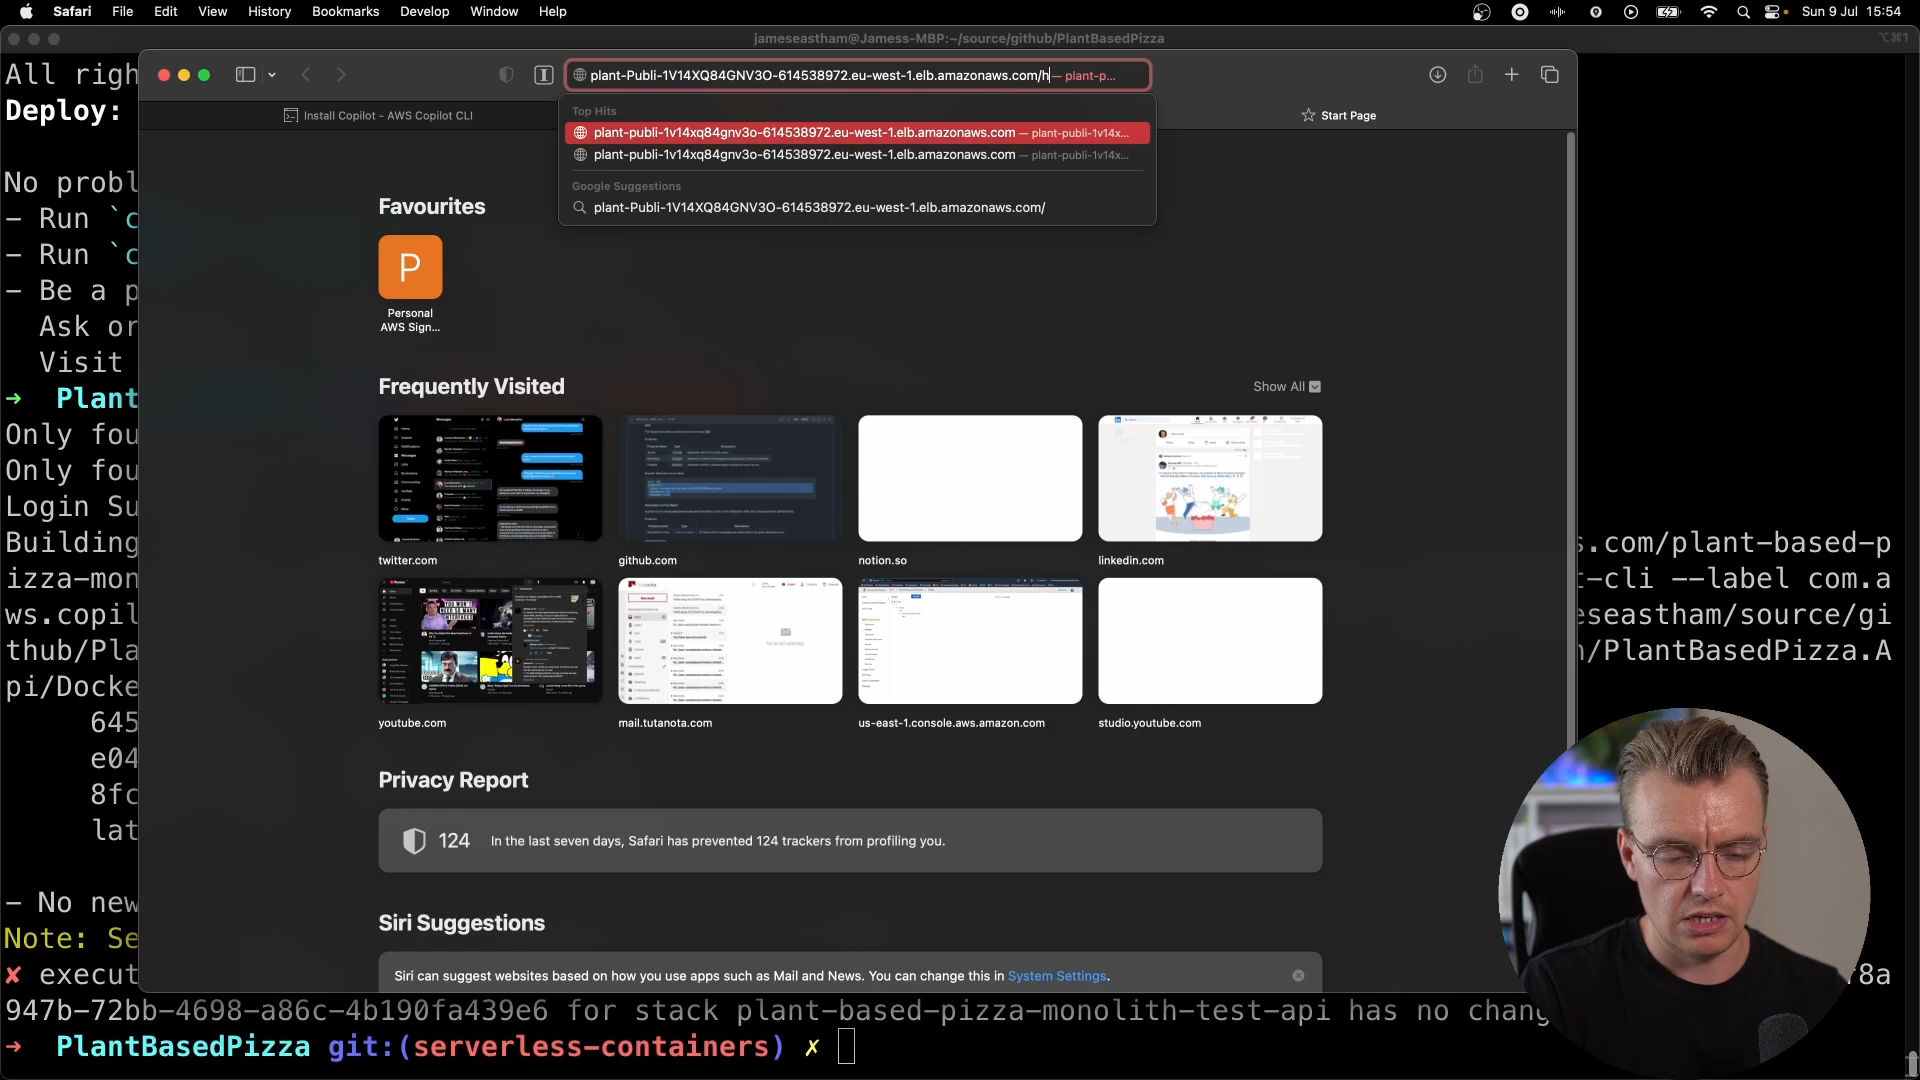 Safari File Edit View History Bookmarks Develop Window Help
Sun 9 Jul 15:54
jameseastham@Jamess-MBP:~/source/github/PlantBasedPizza
⌥⌘1
plant-Publi-1V14XQ84GNV3O-614538972.eu-west-1.elb.amazonaws.com/h — plant-p...
Install Copilot - AWS Copilot CLI
Start Page
Top Hits
plant-publi-1v14xq84gnv3o-614538972.eu-west-1.elb.amazonaws.com — plant-publi-1v14x...
plant-publi-1v14xq84gnv3o-614538972.eu-west-1.elb.amazonaws.com — plant-publi-1v14x...
Google Suggestions
plant-Publi-1V14XQ84GNV3O-614538972.eu-west-1.elb.amazonaws.com/
Favourites
P
Personal
AWS Sign...
Frequently Visited
Show All
twitter.com
github.com
notion.so
linkedin.com
youtube.com
mail.tutanota.com
us-east-1.console.aws.amazon.com
studio.youtube.com
Privacy Report
124
In the last seven days, Safari has prevented 124 trackers from profiling you.
Siri Suggestions
Siri can suggest websites based on how you use apps such as Mail and News. You can change this in System Settings.
All righ
Deploy:
No probl
- Run `c
- Run `c
- Be a p
Ask or
Visit
→ Plant
Only fou
Only fou
Login Su
Building
s.com/plant-based-p
izza-mon
t-cli --label com.a
ws.copil
eseastham/source/gi
thub/Pla
n/PlantBasedPizza.A
pi/Docke
645
e04
8fc
lat
- No new
Note: Se
✘ execut
f8a
947b-72bb-4698-a86c-4b190fa439e6 for stack plant-based-pizza-monolith-test-api has no chang
→ PlantBasedPizza git:(serverless-containers) ✗